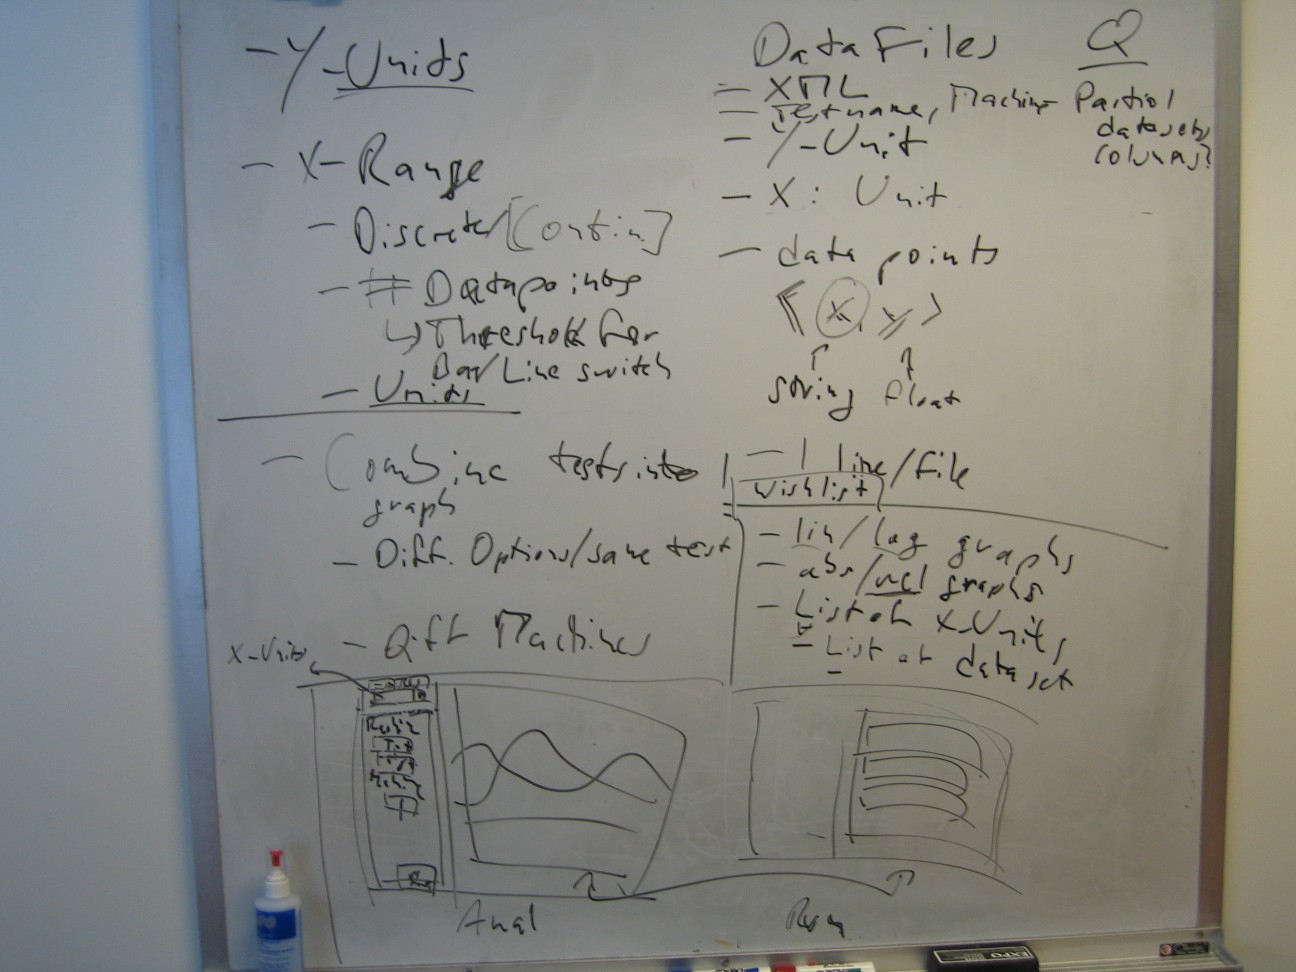 - Y-Units
- X-Range
- Discrete/[Contin]
- # Datapoints
↳ Threshold for
Bar/Line switch
- Units
- Combine tests into 1
graph
- Diff. Options/same test
- Diff Machines
X-Units
Data Files
- XML
- Testname, Machine
- Y-Unit
- X: Unit
- data points
<X, Y>
string float
- 1 line/file
Q
Partial
datasets
columns?
wishlist
- lin/log graphs
- abs/rel graphs
- List of X-Units
- List of dataset
Anal
Run
EXPO